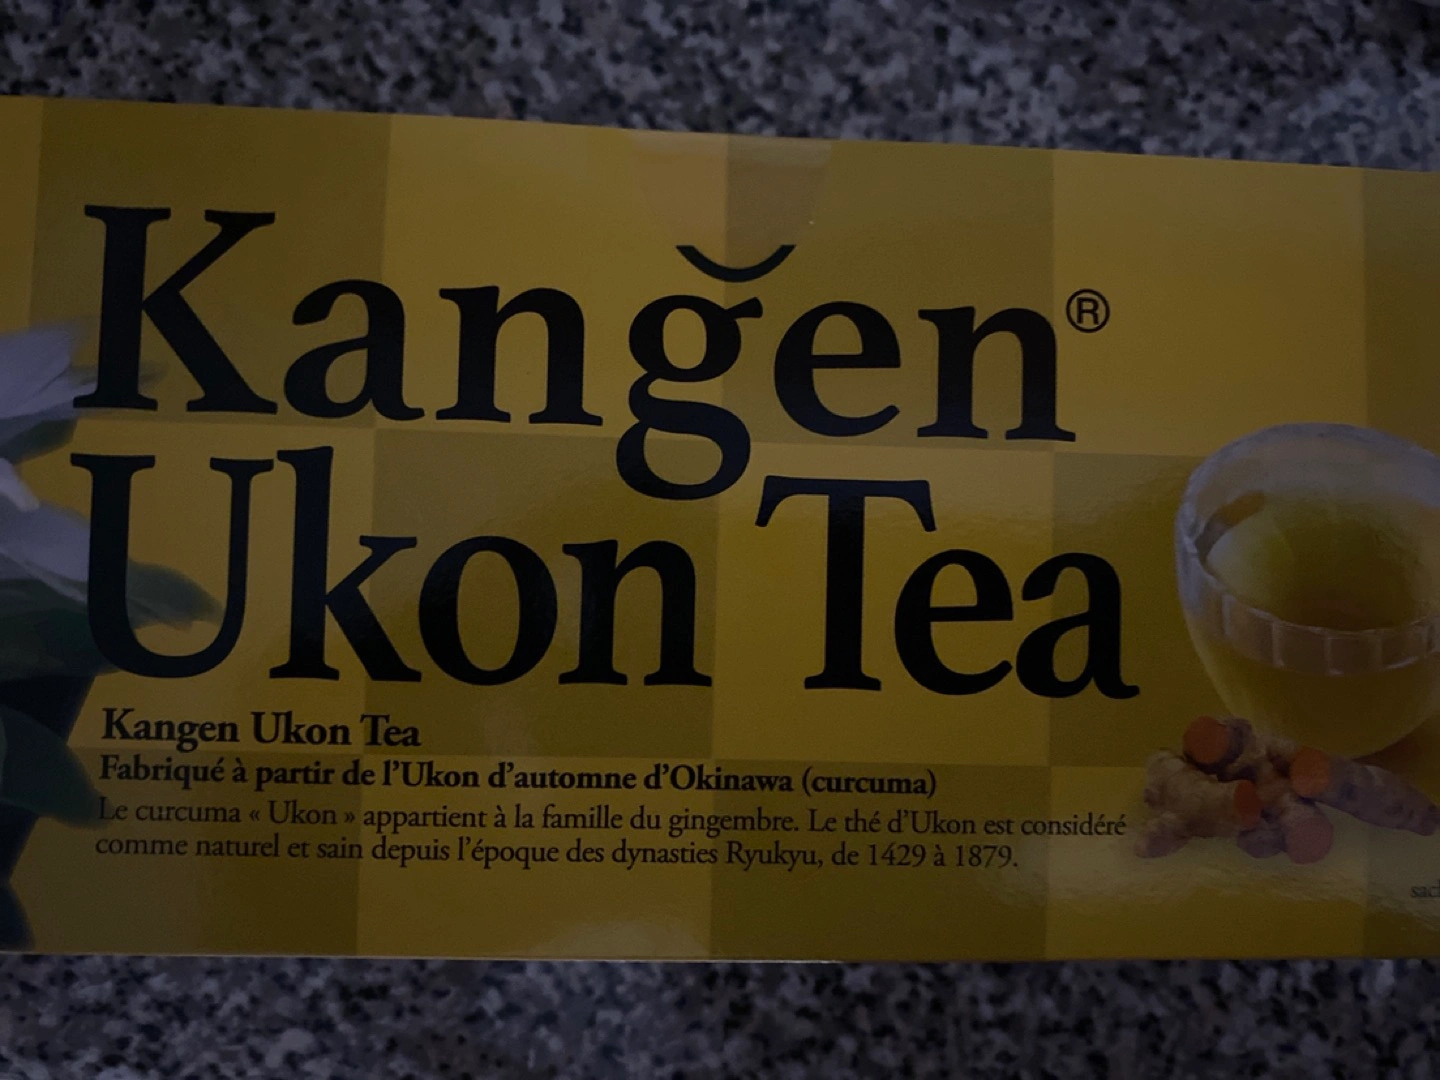 Kangĕn®
Ukon Tea
Kangen Ukon Tea
Fabriqué à partir de l'Ukon d'automne d'Okinawa (curcuma)
Le curcuma « Ukon » appartient à la famille du gingembre. Le thé d'Ukon est considéré
comme naturel et sain depuis l'époque des dynasties Ryukyu, de 1429 à 1879.